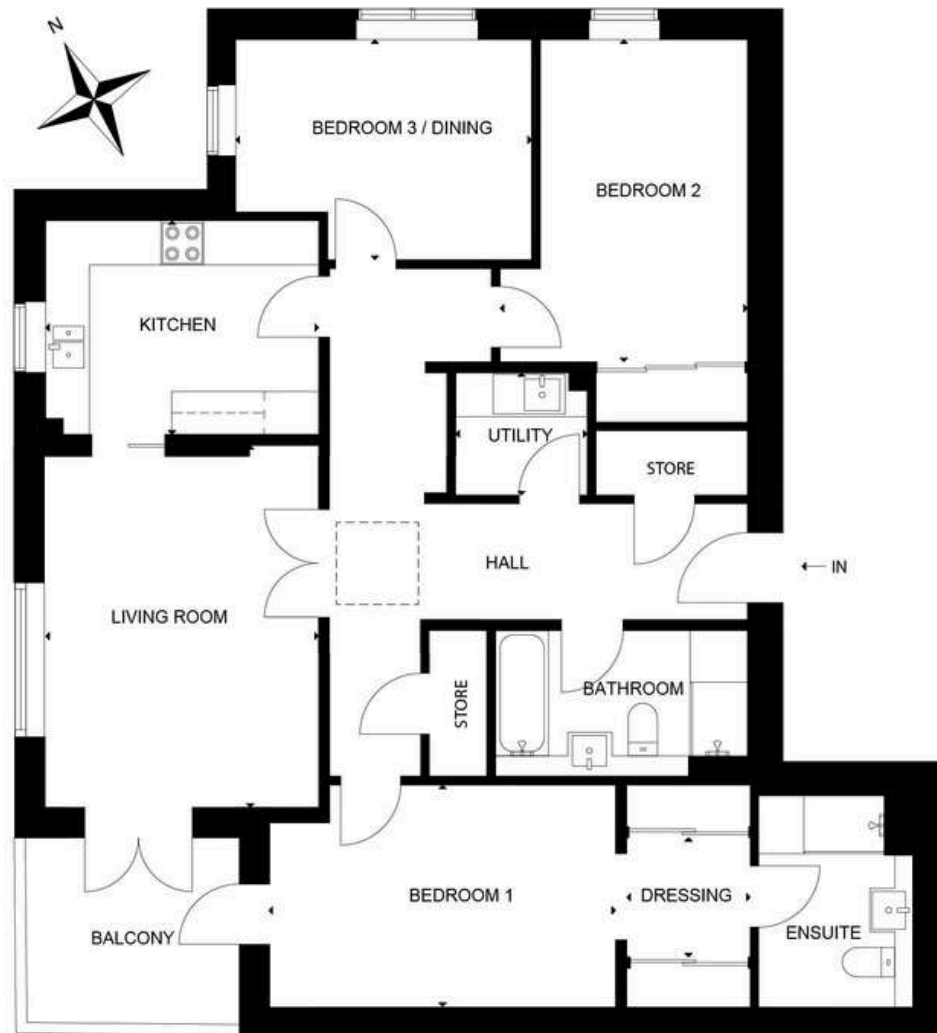 N
BEDROOM 3 / DINING
BEDROOM 2
KITCHEN
UTILITY
STORE
HALL
IN
LIVING ROOM
BATHROOM
STORE
BEDROOM 1
DRESSING
ENSUITE
BALCONY